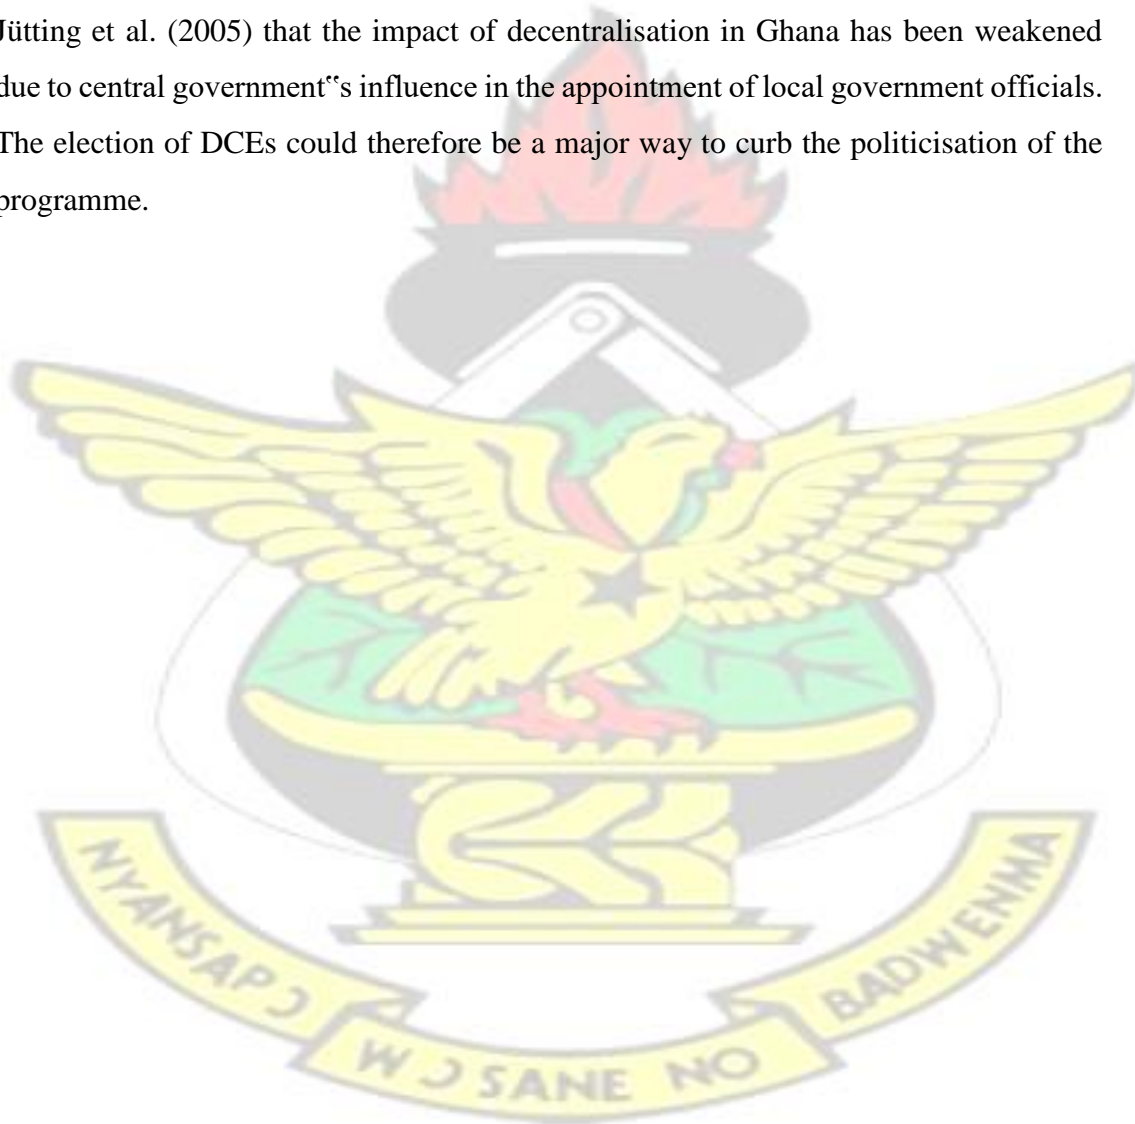 Jütting et al. (2005) that the impact of decentralisation in Ghana has been weakened
due to central government‟s influence in the appointment of local government officials.
The election of DCEs could therefore be a major way to curb the politicisation of the
programme.
NYANSAPƆ
WƆ SANE NO
BADWENMA